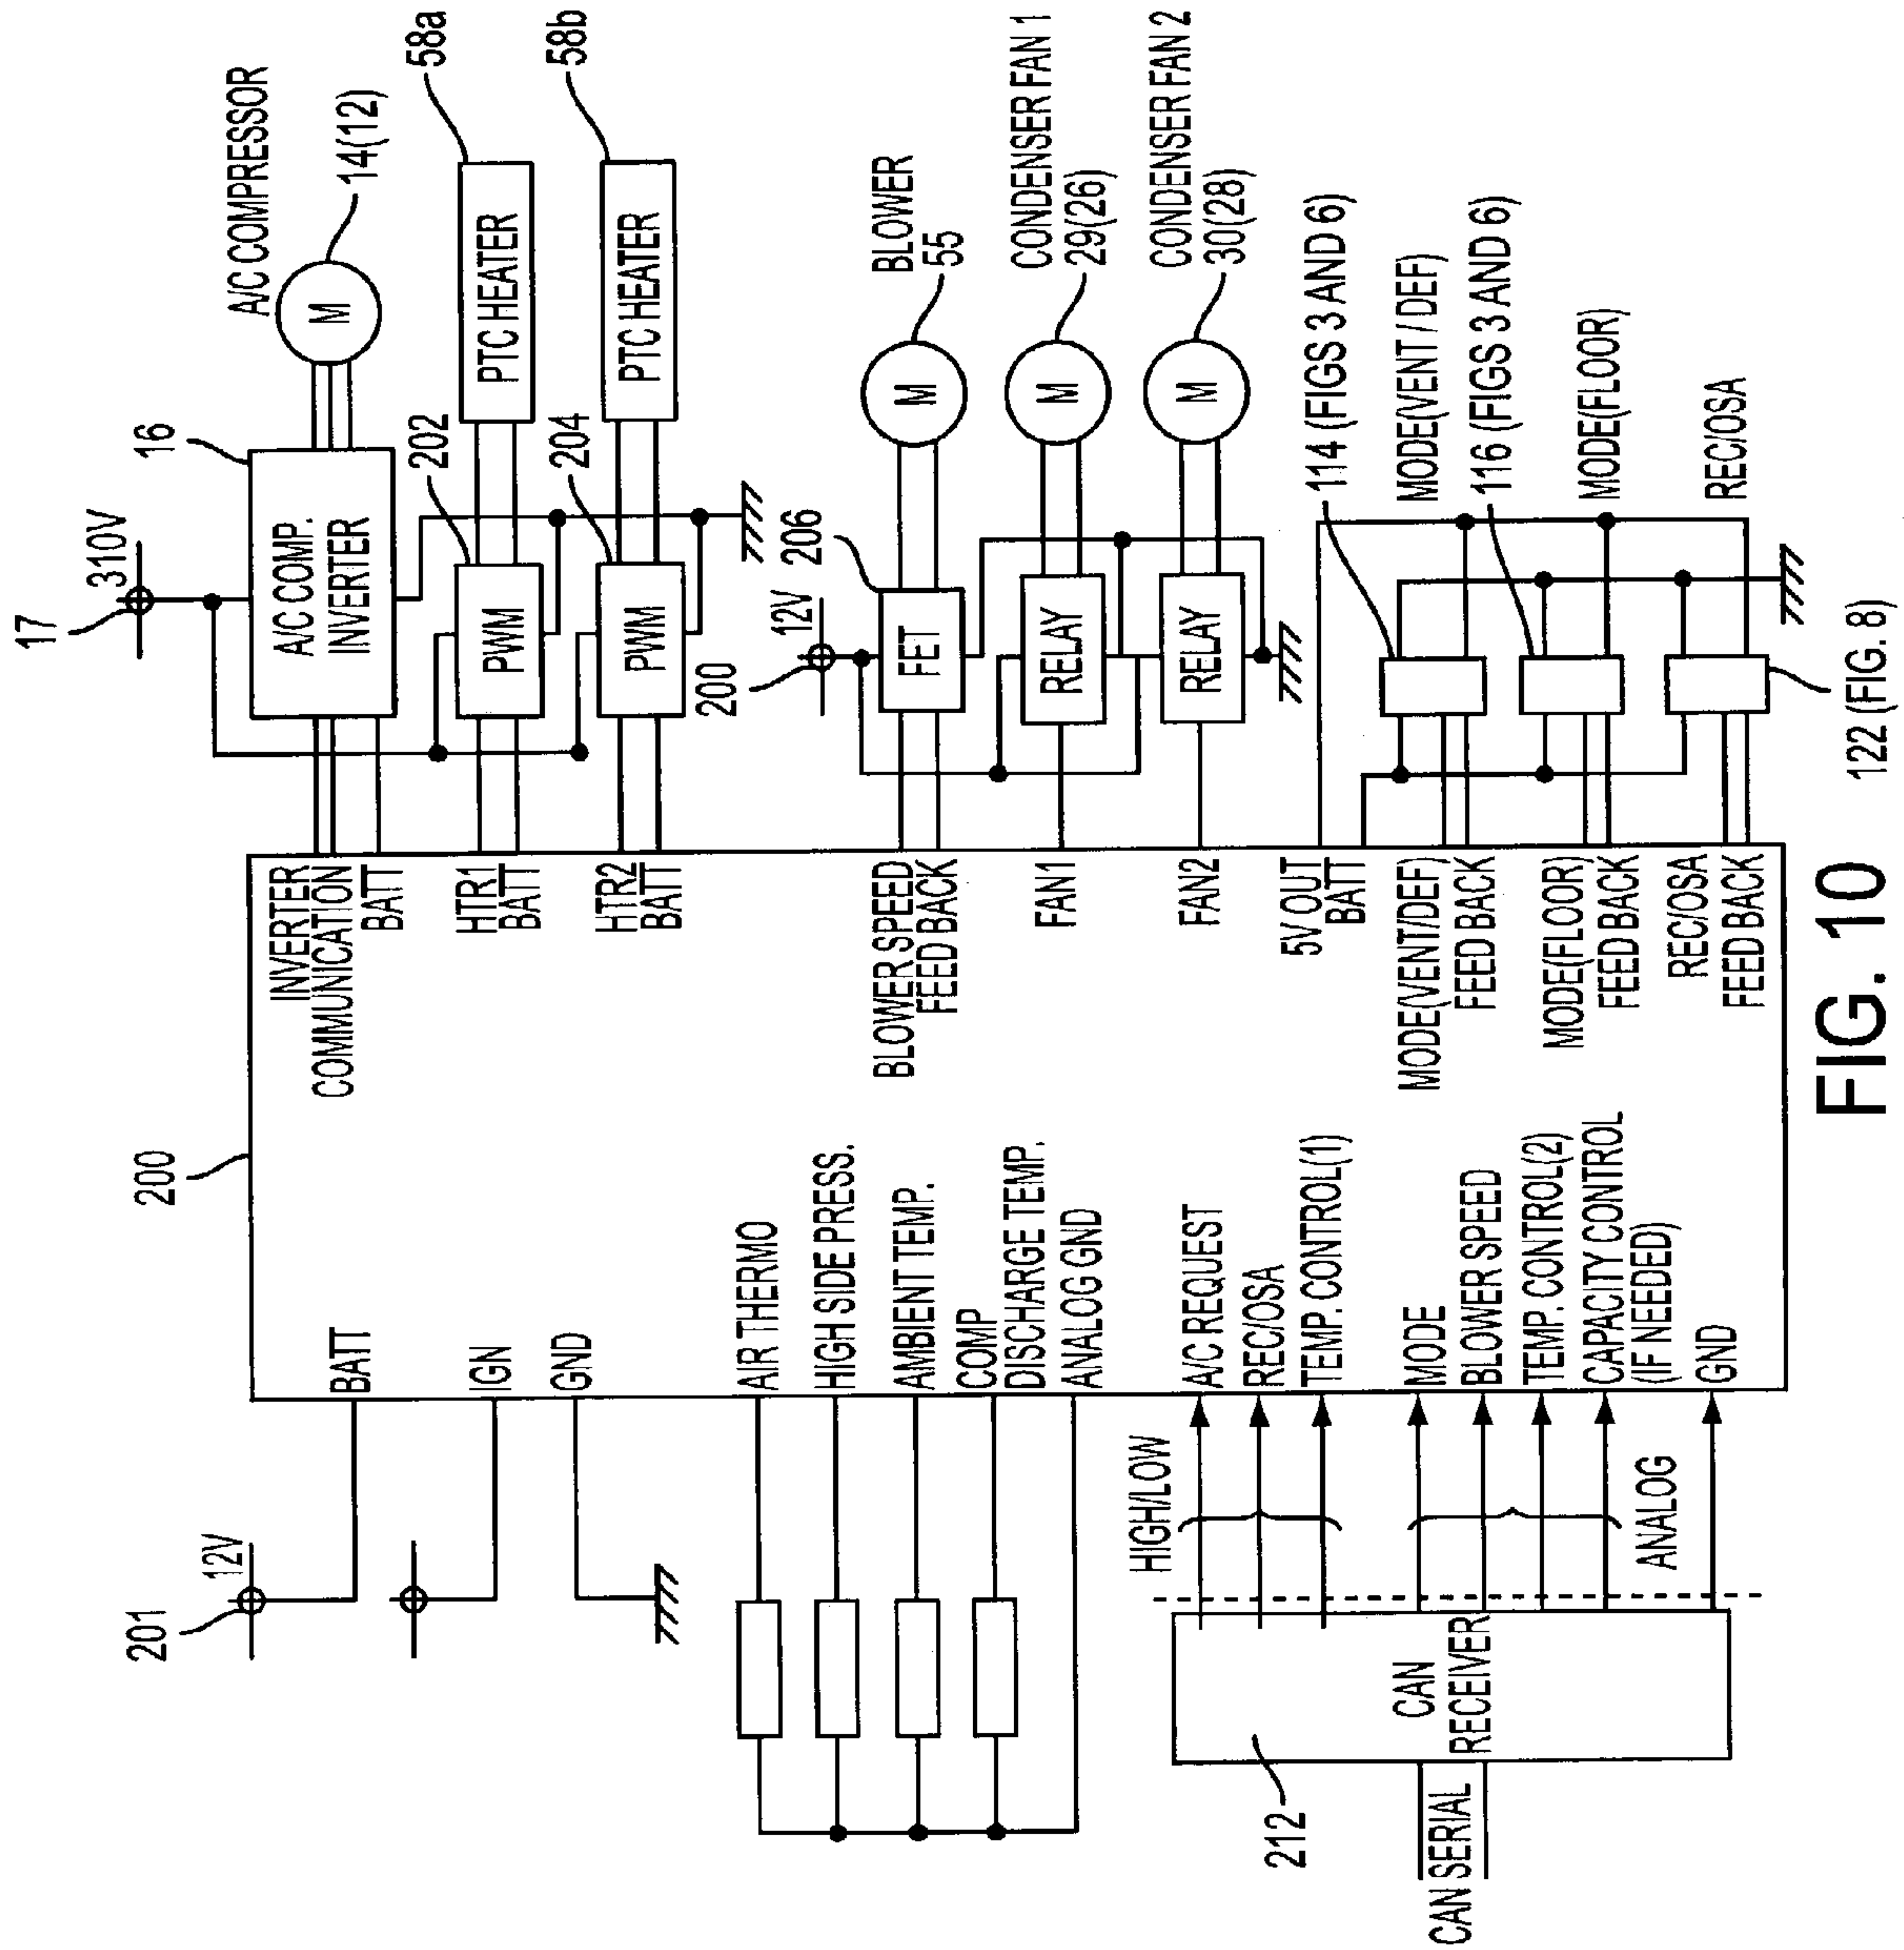 17
310V
16
A/C COMP.
INVERTER
A/C COMPRESSOR
M
14(12)
202
PWM
PTC HEATER
58a
204
PWM
PTC HEATER
58b
200
12V
206
FET
M
BLOWER
55
RELAY
M
CONDENSER FAN 1
29(26)
RELAY
M
CONDENSER FAN 2
30(28)
114 (FIGS 3 AND 6)
MODE(VENT / DEF)
116 (FIGS 3 AND 6)
MODE(FLOOR)
REC/OSA
122 (FIG. 8)
200
INVERTER
COMMUNICATION
BATT
HTR1
BATT
HTR2
BATT
BLOWER SPEED
FEED BACK
FAN1
FAN2
5V OUT
BATT
MODE(VENT/DEF)
FEED BACK
MODE(FLOOR)
FEED BACK
REC/OSA
FEED BACK
BATT
IGN
GND
AIR THERMO
HIGH SIDE PRESS.
AMBIENT TEMP.
COMP
DISCHARGE TEMP.
ANALOG GND
A/C REQUEST
REC/OSA
TEMP. CONTROL(1)
MODE
BLOWER SPEED
TEMP. CONTROL(2)
CAPACITY CONTROL
(IF NEEDED)
GND
201
12V
HIGH/LOW
ANALOG
212
CAN
RECEIVER
CAN SERIAL
FIG. 10